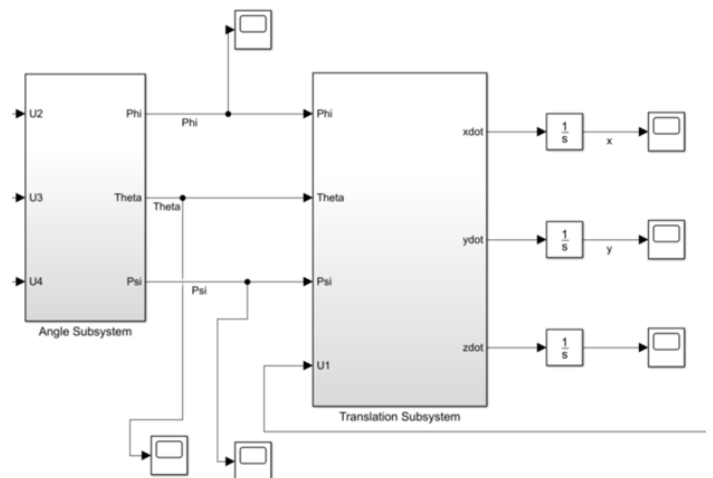 U2
Phi
Phi
Phi
xdot
1
s
x
U3
Theta
Theta
Theta
ydot
1
s
y
U4
Psi
Psi
Psi
Angle Subsystem
zdot
1
s
U1
Translation Subsystem